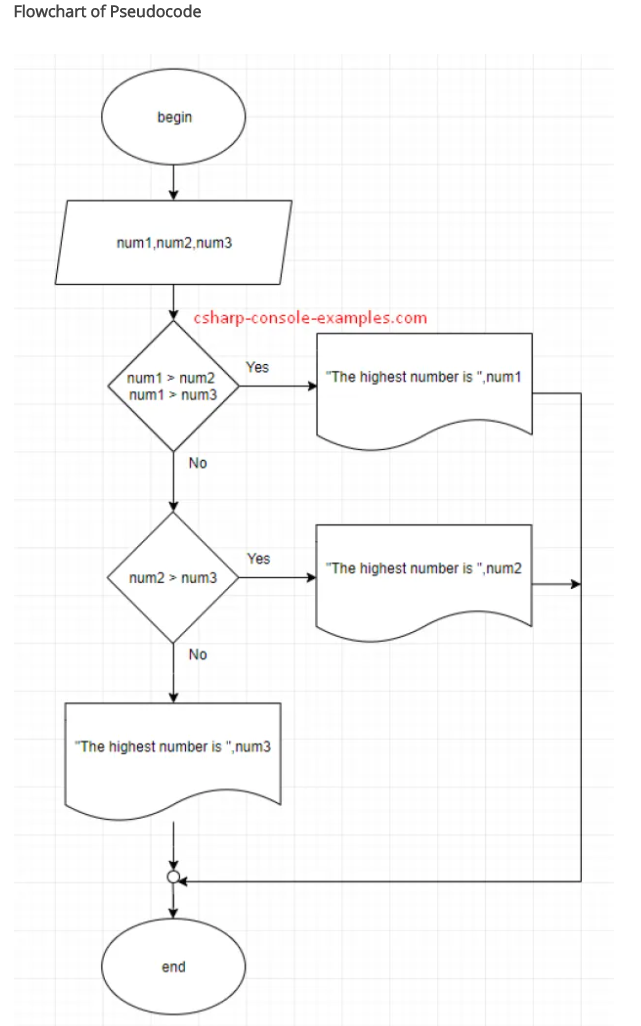 Flowchart of Pseudocode
begin
num1,num2,num3
csharp-console-examples.com
num1 > num2
num1 > num3
Yes
"The highest number is ",num1
No
num2 > num3
Yes
"The highest number is ",num2
No
"The highest number is ",num3
end